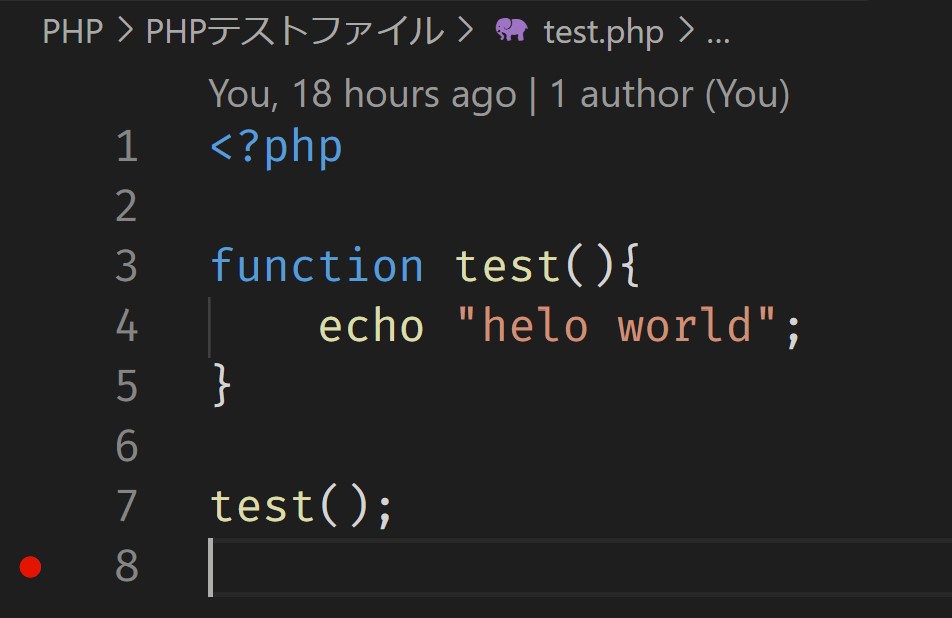 PHP > PHPテストファイル > test.php > ...
You, 18 hours ago | 1 author (You)
1 <?php
2
3 function test(){
4     echo "helo world";
5 }
6
7 test();
8